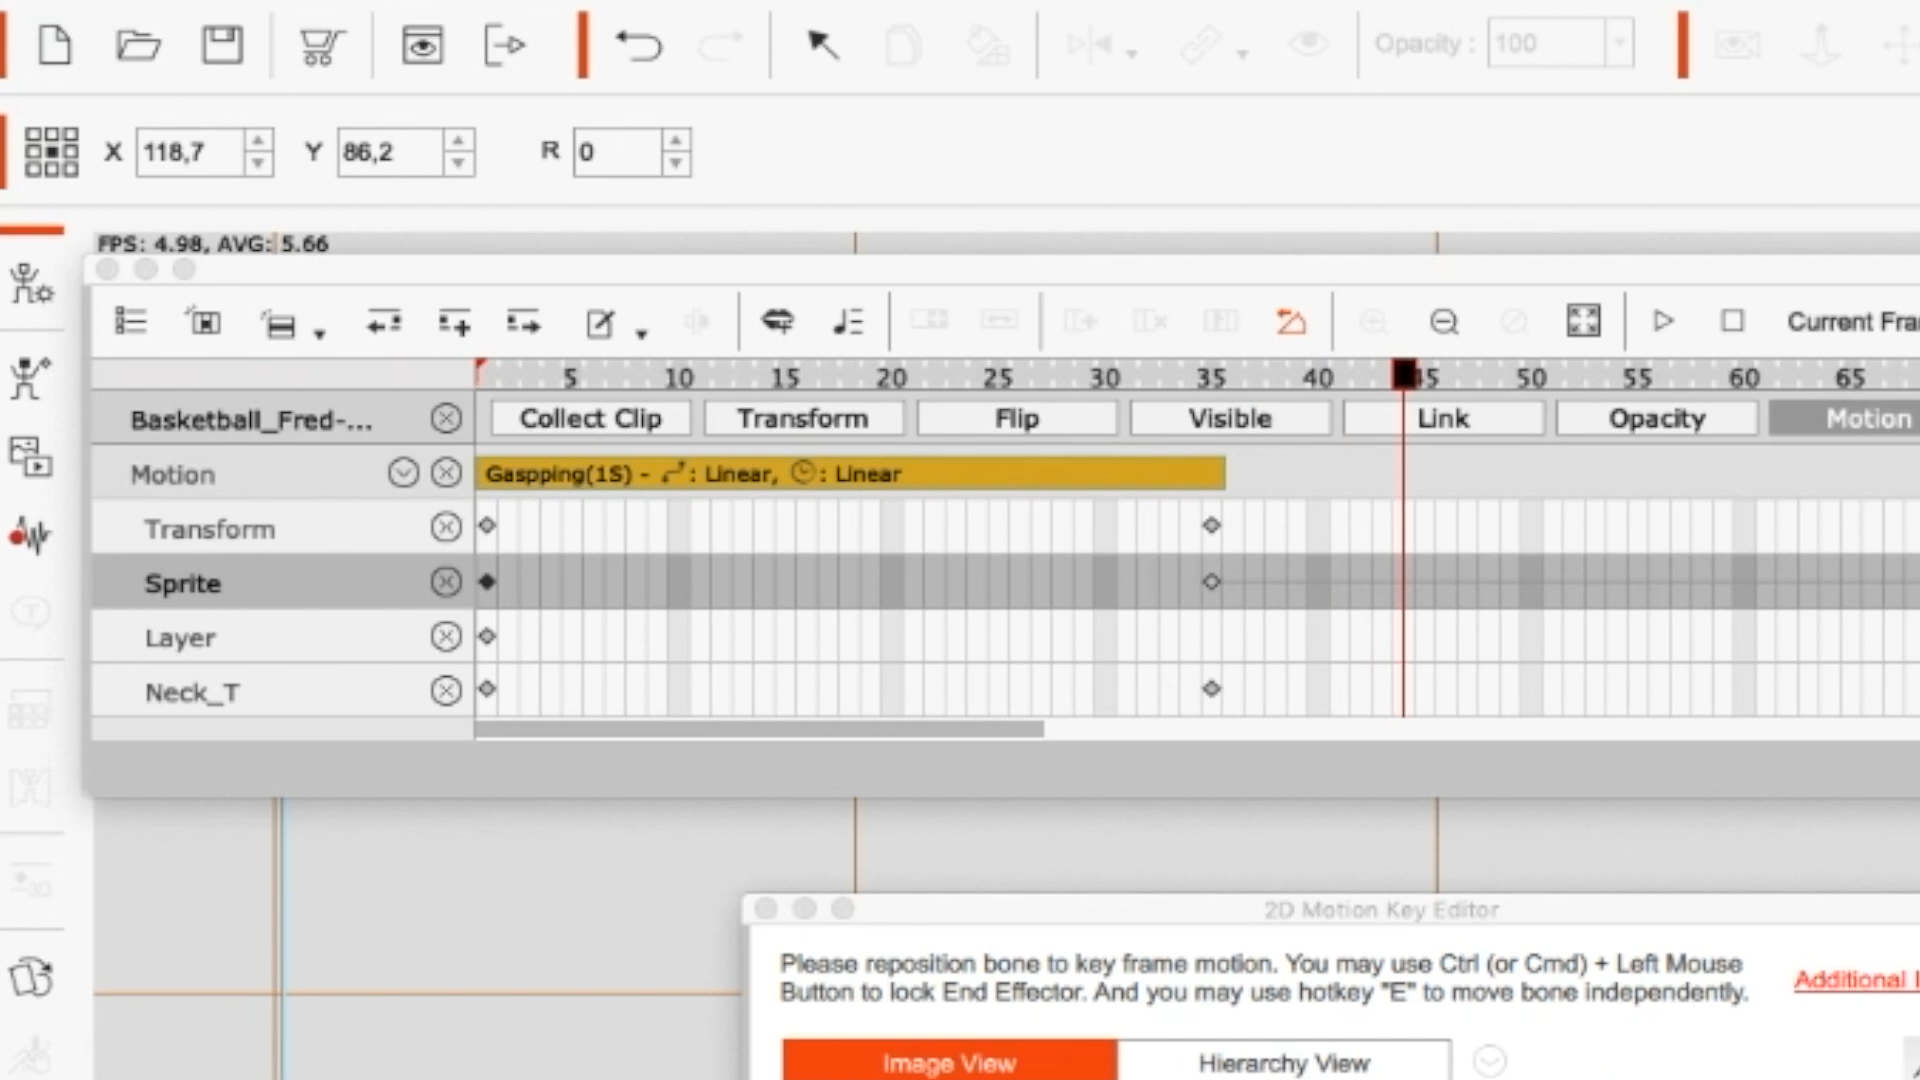 Opacity : 100
X 118,7 Y 86,2 R 0
FPS: 4.98, AVG: 5.66
Current Fra
5 10 15 20 25 30 35 40 45 50 55 60 65
Basketball_Fred-... Collect Clip Transform Flip Visible Link Opacity Motion
Motion Gaspping(1S) - : Linear, : Linear
Transform
Sprite
Layer
Neck_T
2D Motion Key Editor
Please reposition bone to key frame motion. You may use Ctrl (or Cmd) + Left Mouse
Button to lock End Effector. And you may use hotkey "E" to move bone independently.
Additional
Image View Hierarchy View